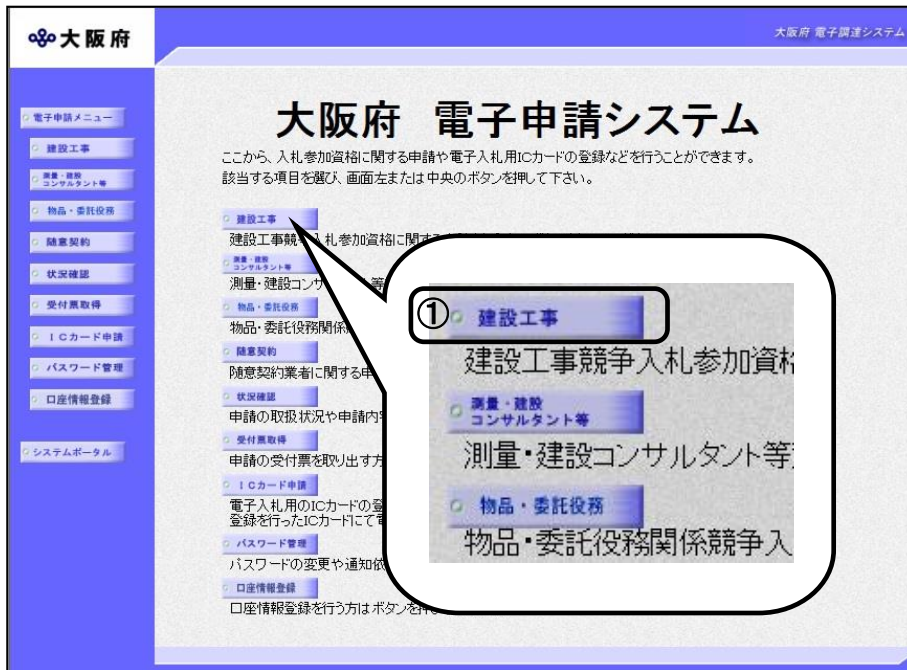 大阪府
大阪府 電子調達システム
電子申請メニュー
建設工事
測量・建設
コンサルタント等
物品・委託役務
随意契約
状況確認
受付票取得
ICカード申請
パスワード管理
口座情報登録
システムポータル
大阪府 電子申請システム
ここから、入札参加資格に関する申請や電子入札用ICカードの登録などを行うことができます。
該当する項目を選び、画面左または中央のボタンを押して下さい。
建設工事
建設工事競争入札参加資格に関する
測量・建設
コンサルタント等
測量・建設コンサ
物品・委託役務
物品・委託役務関係
随意契約
随意契約業者に関する申
状況確認
申請の取扱状況や申請内容
受付票取得
申請の受付票を取り出す方
ICカード申請
電子入札用のICカードの登
登録を行ったICカードにて電
パスワード管理
パスワードの変更や通知依
口座情報登録
口座情報登録を行う方はボタンを押し
① 建設工事
建設工事競争入札参加資格
測量・建設
コンサルタント等
測量・建設コンサルタント等
物品・委託役務
物品・委託役務関係競争入